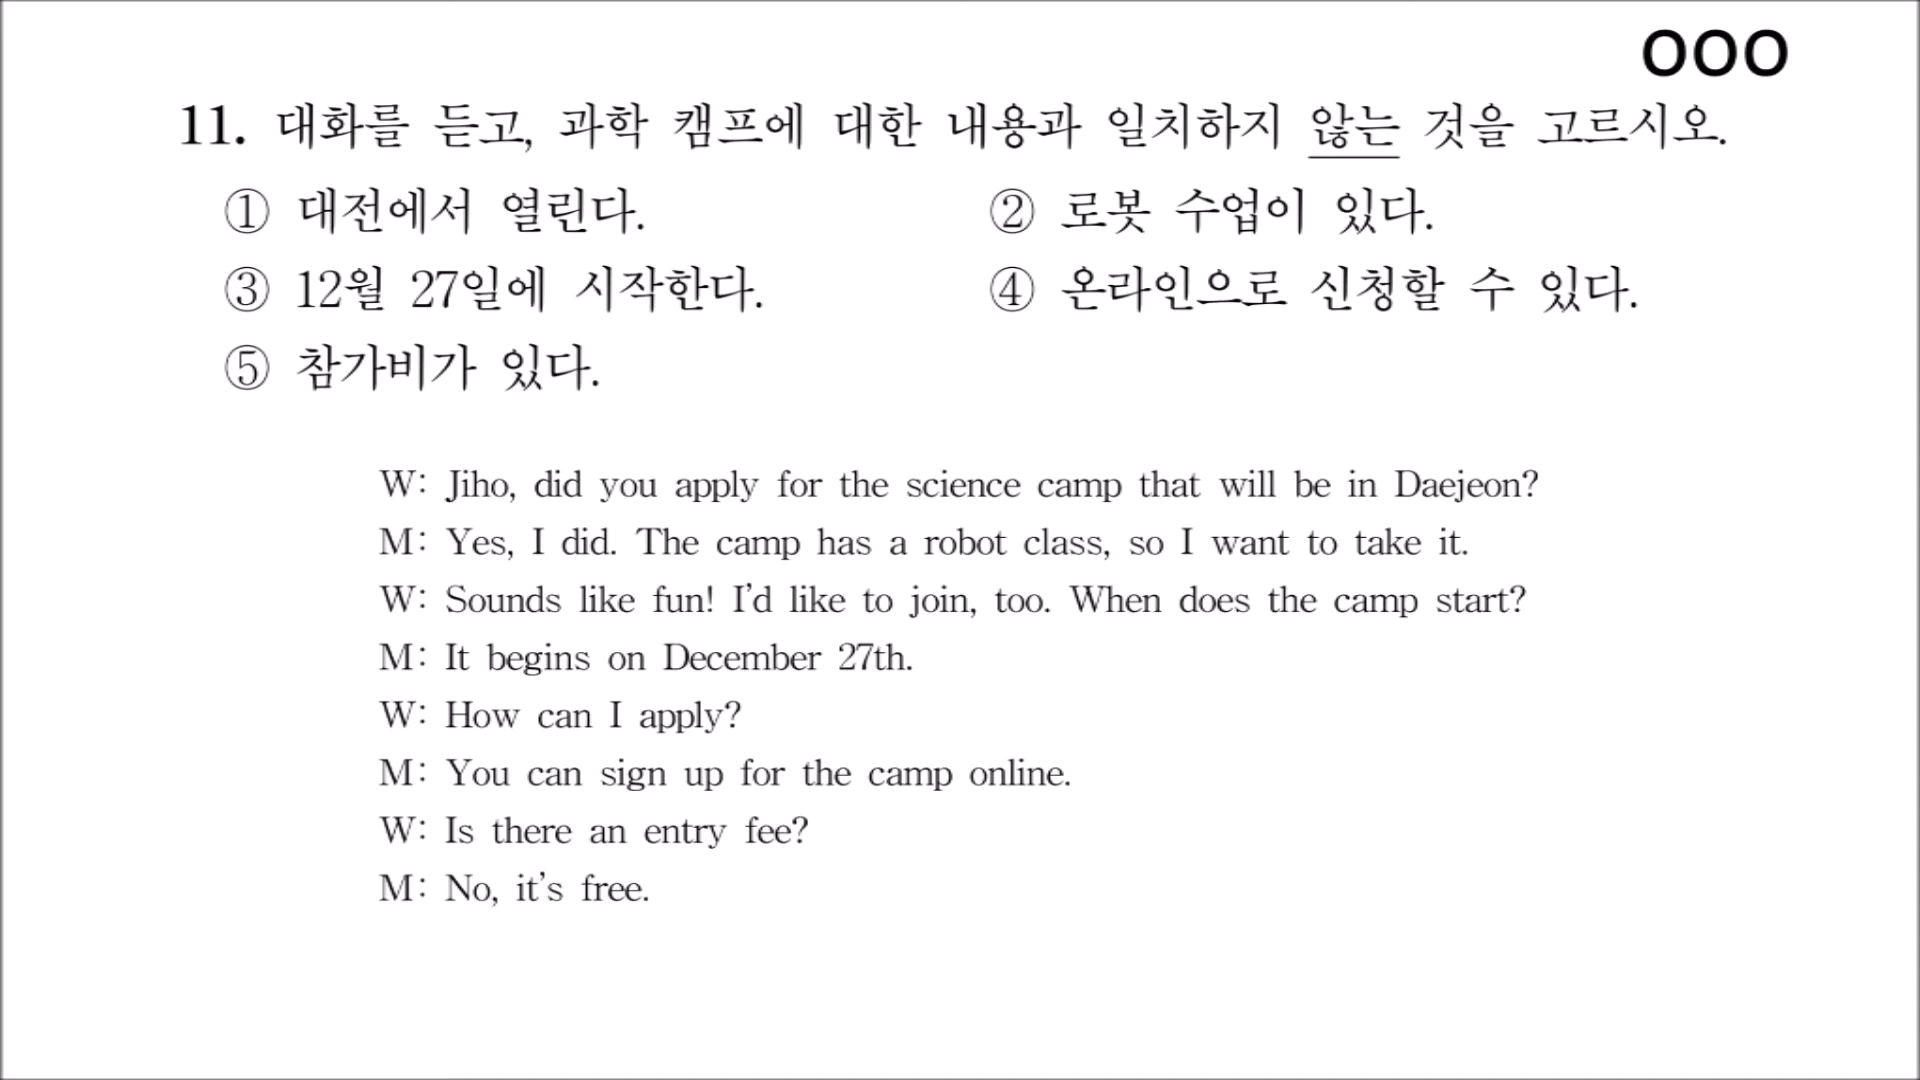 OOO
11. 대화를 듣고, 과학 캠프에 대한 내용과 일치하지 않는 것을 고르시오.
① 대전에서 열린다. ② 로봇 수업이 있다.
③ 12월 27일에 시작한다. ④ 온라인으로 신청할 수 있다.
⑤ 참가비가 있다.
W: Jiho, did you apply for the science camp that will be in Daejeon?
M: Yes, I did. The camp has a robot class, so I want to take it.
W: Sounds like fun! I'd like to join, too. When does the camp start?
M: It begins on December 27th.
W: How can I apply?
M: You can sign up for the camp online.
W: Is there an entry fee?
M: No, it's free.